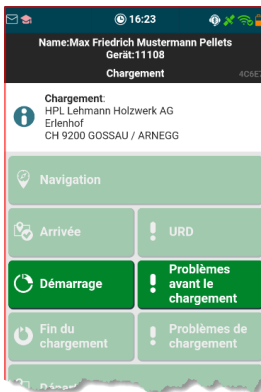 16:23
Name:Max Friedrich Mustermann Pellets
Gerät:11108
Chargement 4C6E7
Chargement:
HPL Lehmann Holzwerk AG
Erlenhof
CH 9200 GOSSAU / ARNEGG
Navigation
Arrivée
URD
Démarrage
Problèmes
avant le
chargement
Fin du
chargement
Problèmes de
chargement